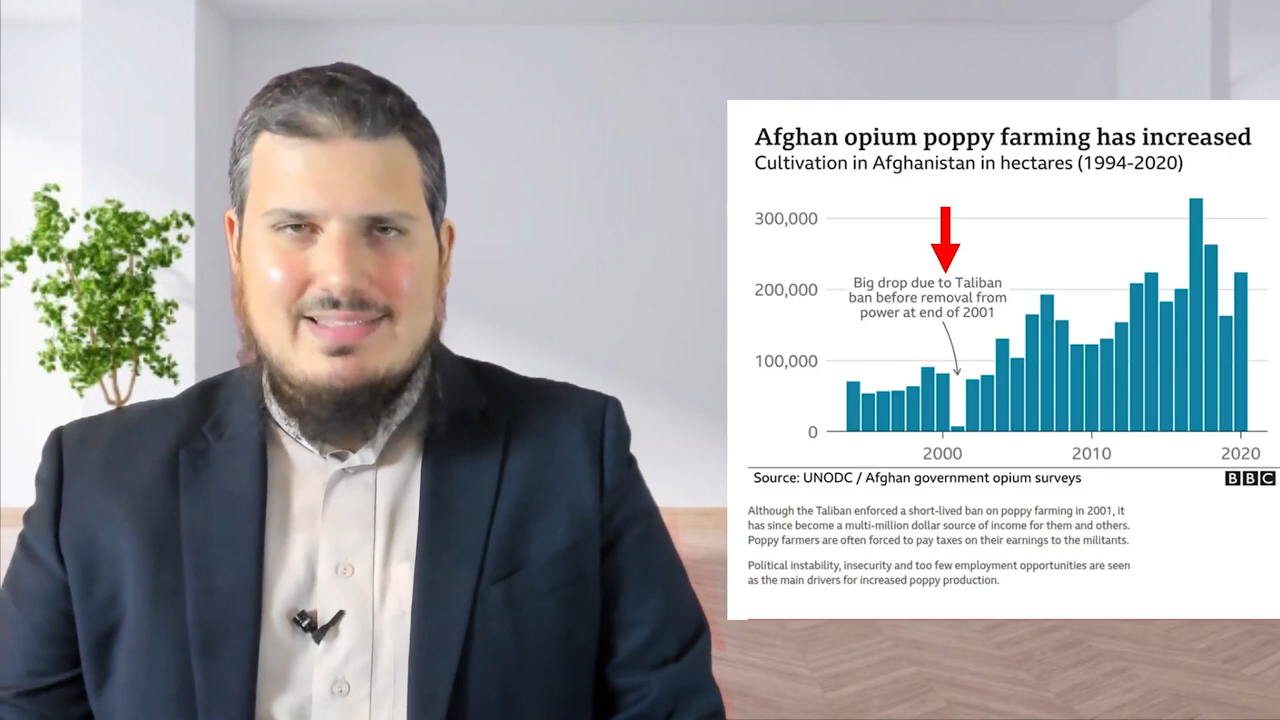 Afghan opium poppy farming has increased
Cultivation in Afghanistan in hectares (1994-2020)
300,000
200,000
100,000
0
Big drop due to Taliban
ban before removal from
power at end of 2001
2000
2010
2020
Source: UNODC / Afghan government opium surveys
BBC
Although the Taliban enforced a short-lived ban on poppy farming in 2001, it
has since become a multi-million dollar source of income for them and others.
Poppy farmers are often forced to pay taxes on their earnings to the militants.
Political instability, insecurity and too few employment opportunities are seen
as the main drivers for increased poppy production.